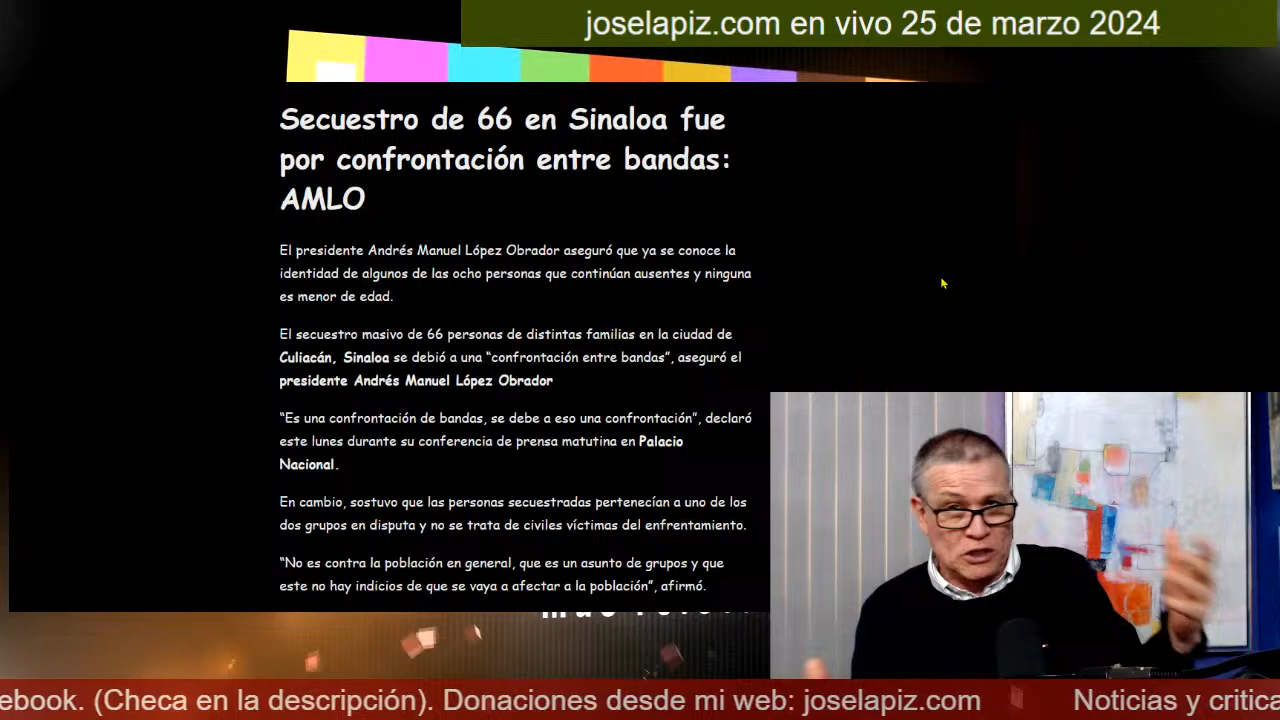 joselapiz.com en vivo 25 de marzo 2024
Secuestro de 66 en Sinaloa fue
por confrontación entre bandas:
AMLO
El presidente Andrés Manuel López Obrador aseguró que ya se conoce la
identidad de algunos de las ocho personas que continúan ausentes y ninguna
es menor de edad.
El secuestro masivo de 66 personas de distintas familias en la ciudad de
Culiacán, Sinaloa se debió a una “confrontación entre bandas”, aseguró el
presidente Andrés Manuel López Obrador
“Es una confrontación de bandas, se debe a eso una confrontación”, declaró
este lunes durante su conferencia de prensa matutina en Palacio
Nacional.
En cambio, sostuvo que las personas secuestradas pertenecían a uno de los
dos grupos en disputa y no se trata de civiles víctimas del enfrentamiento.
“No es contra la población en general, que es un asunto de grupos y que
este no hay indicios de que se vaya a afectar a la población”, afirmó.
ebook. (Checa en la descripción). Donaciones desde mi web: joselapiz.com Noticias y critica